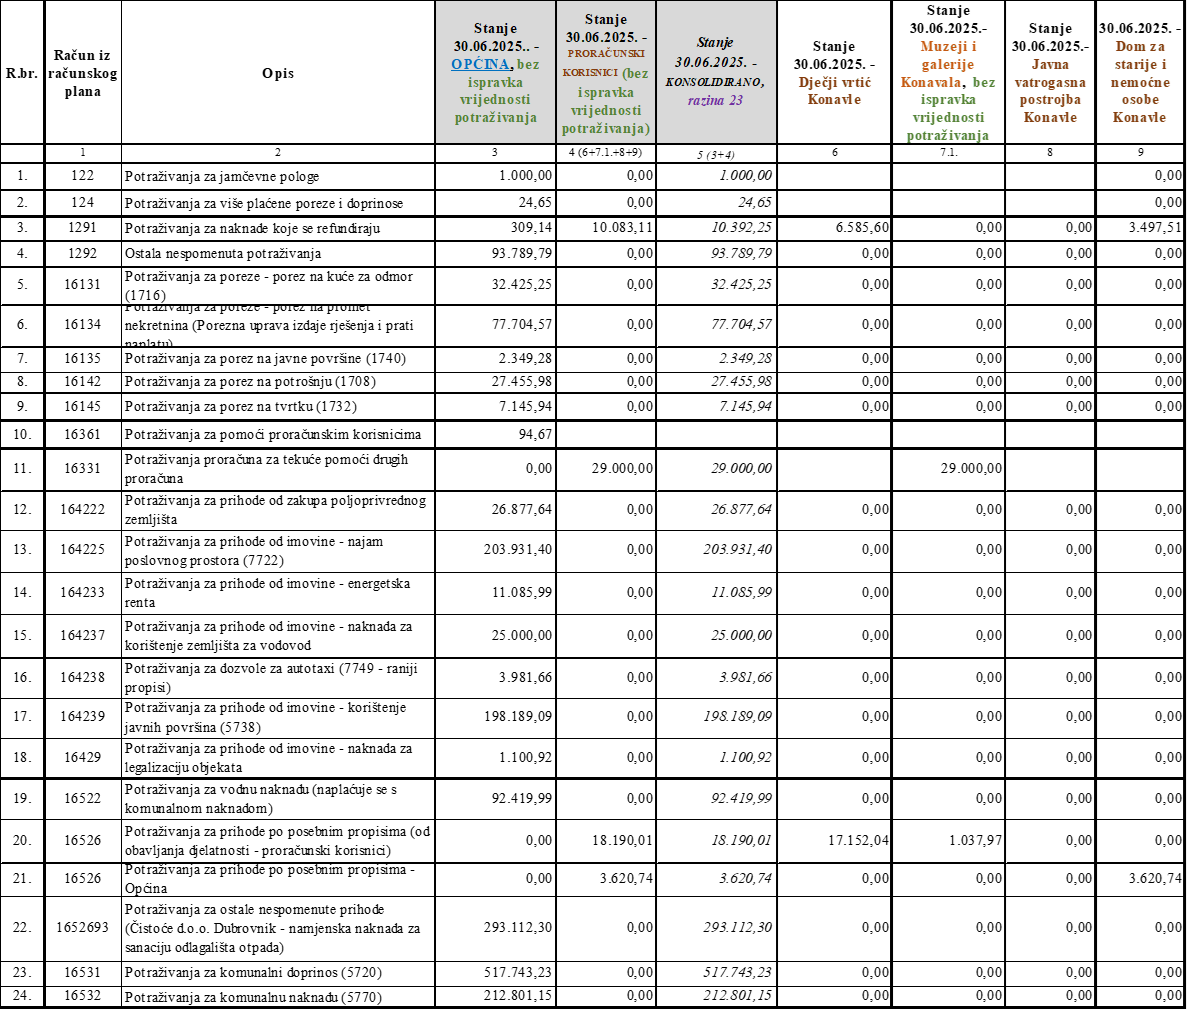 R.br. Račun iz računskog plana Opis Stanje 30.06.2025.. - OPĆINA, bez ispravka vrijednosti potraživanja Stanje 30.06.2025. - PRORAČUNSKI KORISNICI (bez ispravka vrijednosti potraživanja) Stanje 30.06.2025. - KONSOLIDIRANO, razina 23 Stanje 30.06.2025. - Dječji vrtić Konavle Stanje 30.06.2025.- Muzeji i galerije Konavala, bez ispravka vrijednosti potraživanja Stanje 30.06.2025.- Javna vatrogasna postrojba Konavle 30.06.2025. - Dom za starije i nemoćne osobe Konavle
1 2 3 4 (6+7.1.+8+9) 5 (3+4) 6 7.1. 8 9
1. 122 Potraživanja za jamčevne pologe 1.000,00 0,00 1.000,00 0,00
2. 124 Potraživanja za više plaćene poreze i doprinose 24,65 0,00 24,65 0,00
3. 1291 Potraživanja za naknade koje se refundiraju 309,14 10.083,11 10.392,25 6.585,60 0,00 0,00 3.497,51
4. 1292 Ostala nespomenuta potraživanja 93.789,79 0,00 93.789,79 0,00 0,00 0,00 0,00
5. 16131 Potraživanja za poreze - porez na kuće za odmor (1716) 32.425,25 0,00 32.425,25 0,00 0,00 0,00 0,00
6. 16134 Potraživanja za poreze - porez na promet nekretnina (Porezna uprava izdaje rješenja i prati naplatu) 77.704,57 0,00 77.704,57 0,00 0,00 0,00 0,00
7. 16135 Potraživanja za porez na javne površine (1740) 2.349,28 0,00 2.349,28 0,00 0,00 0,00 0,00
8. 16142 Potraživanja za porez na potrošnju (1708) 27.455,98 0,00 27.455,98 0,00 0,00 0,00 0,00
9. 16145 Potraživanja za porez na tvrtku (1732) 7.145,94 0,00 7.145,94 0,00 0,00 0,00 0,00
10. 16361 Potraživanja za pomoći proračunskim korisnicima 94,67
11. 16331 Potraživanja proračuna za tekuće pomoći drugih proračuna 0,00 29.000,00 29.000,00 29.000,00
12. 164222 Potraživanja za prihode od zakupa poljoprivrednog zemljišta 26.877,64 0,00 26.877,64 0,00 0,00 0,00 0,00
13. 164225 Potraživanja za prihode od imovine - najam poslovnog prostora (7722) 203.931,40 0,00 203.931,40 0,00 0,00 0,00 0,00
14. 164233 Potraživanja za prihode od imovine - energetska renta 11.085,99 0,00 11.085,99 0,00 0,00 0,00 0,00
15. 164237 Potraživanja za prihode od imovine - naknada za korištenje zemljišta za vodovod 25.000,00 0,00 25.000,00 0,00 0,00 0,00 0,00
16. 164238 Potraživanja za dozvole za autotaxi (7749 - raniji propisi) 3.981,66 0,00 3.981,66 0,00 0,00 0,00 0,00
17. 164239 Potraživanja za prihode od imovine - korištenje javnih površina (5738) 198.189,09 0,00 198.189,09 0,00 0,00 0,00 0,00
18. 16429 Potraživanja za prihode od imovine - naknada za legalizaciju objekata 1.100,92 0,00 1.100,92 0,00 0,00 0,00 0,00
19. 16522 Potraživanja za vodnu naknadu (naplaćuje se s komunalnom naknadom) 92.419,99 0,00 92.419,99 0,00 0,00 0,00 0,00
20. 16526 Potraživanja za prihode po posebnim propisima (od obavljanja djelatnosti - proračunski korisnici) 0,00 18.190,01 18.190,01 17.152,04 1.037,97 0,00 0,00
21. 16526 Potraživanja za prihode po posebnim propisima - Općina 0,00 3.620,74 3.620,74 0,00 0,00 0,00 3.620,74
22. 1652693 Potraživanja za ostale nespomenute prihode (Čistoće d.o.o. Dubrovnik - namjenska naknada za sanaciju odlagališta otpada) 293.112,30 0,00 293.112,30 0,00 0,00 0,00 0,00
23. 16531 Potraživanja za komunalni doprinos (5720) 517.743,23 0,00 517.743,23 0,00 0,00 0,00 0,00
24. 16532 Potraživanja za komunalnu naknadu (5770) 212.801,15 0,00 212.801,15 0,00 0,00 0,00 0,00